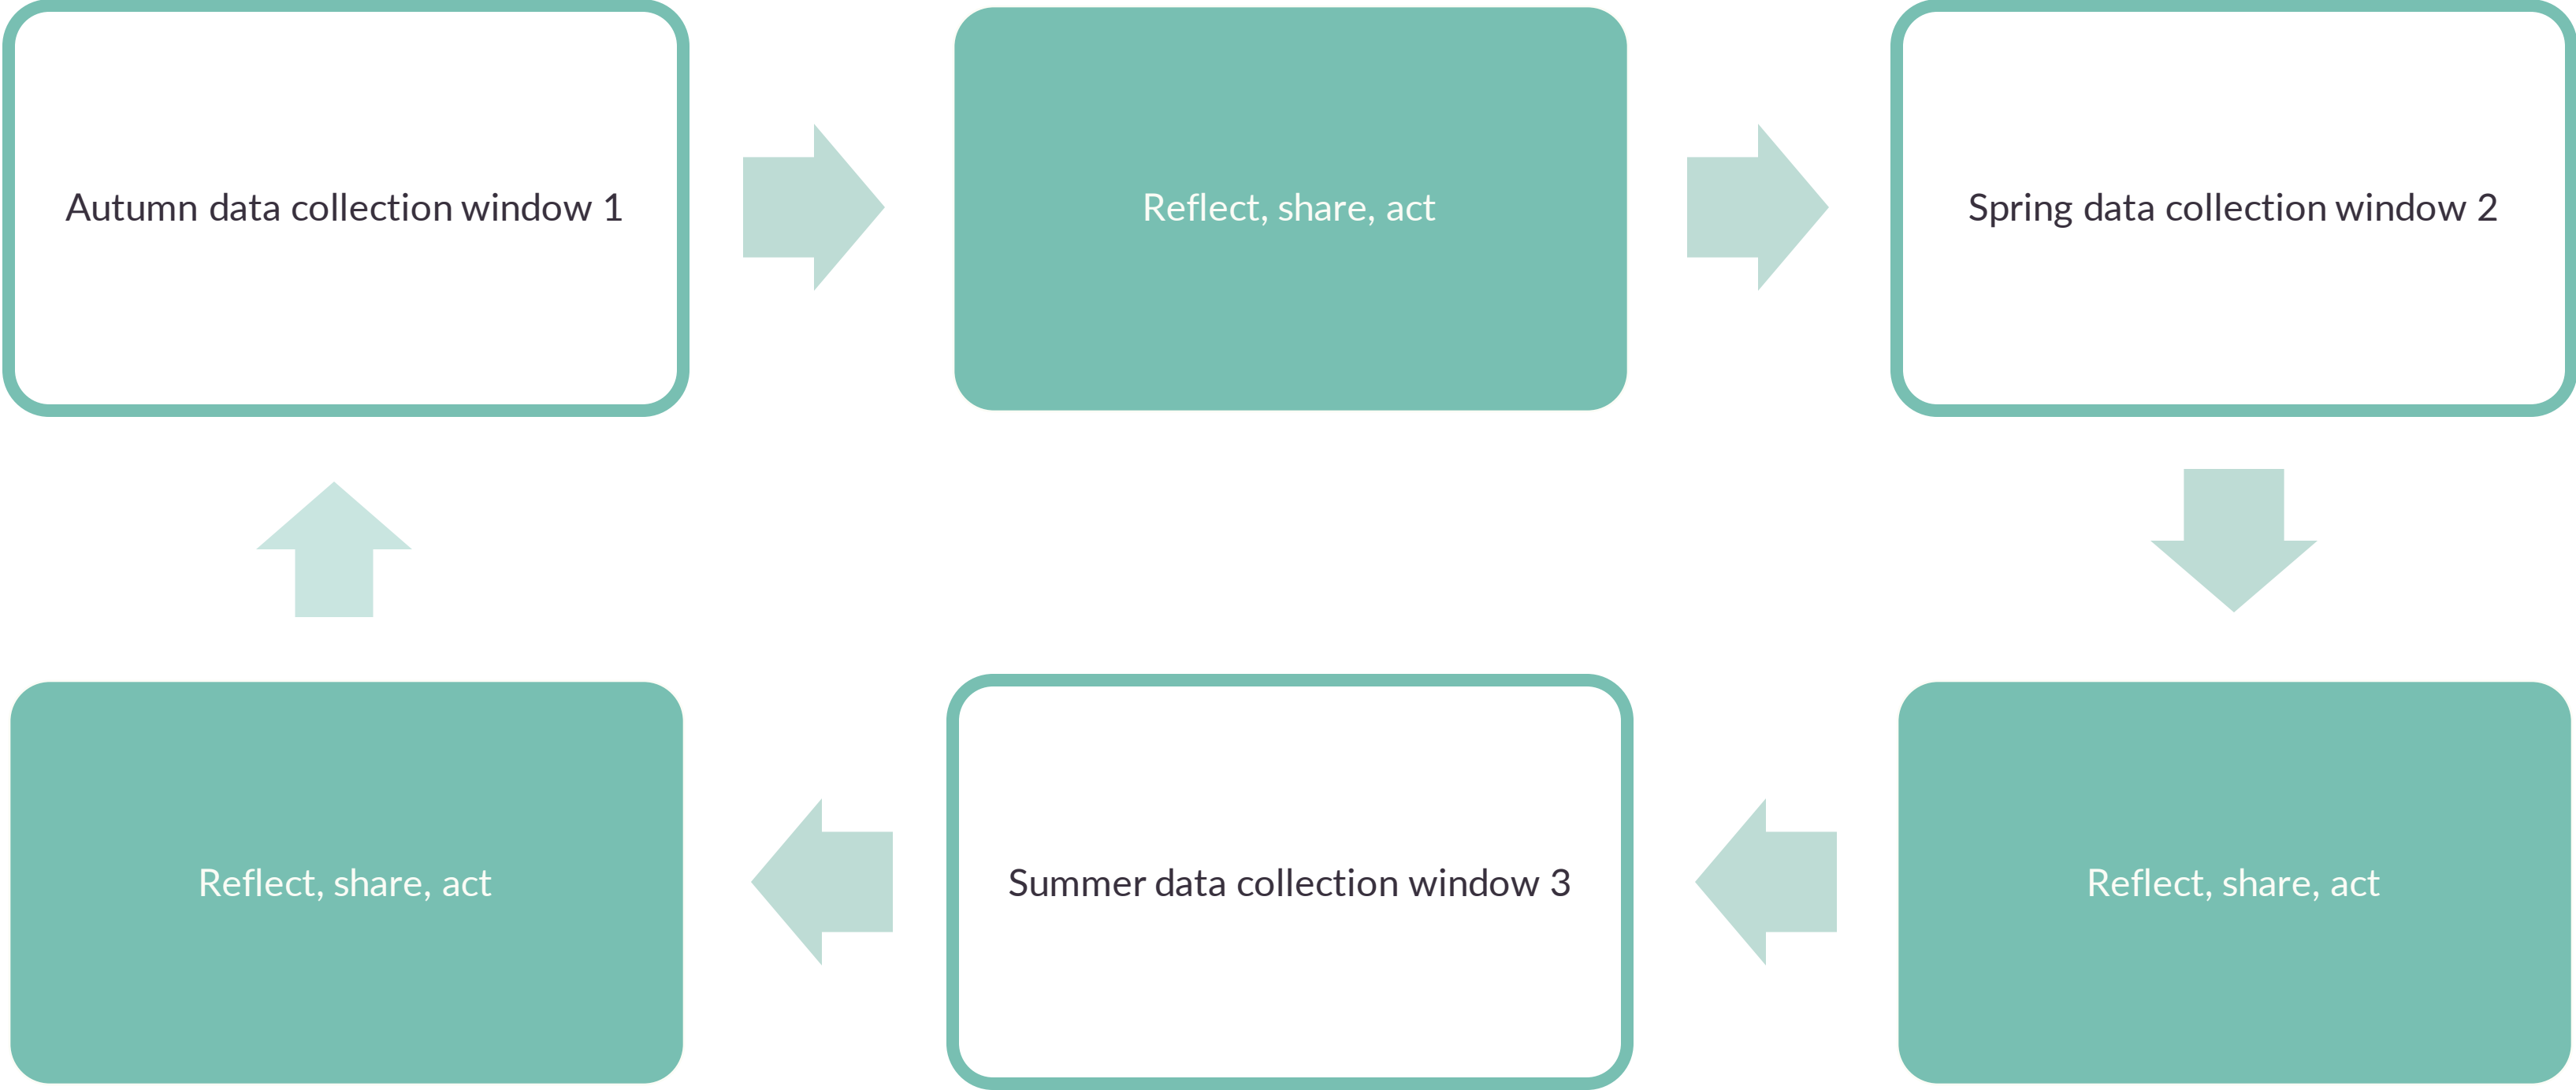 Autumn data collection window 1
Reflect, share, act
Spring data collection window 2
Reflect, share, act
Summer data collection window 3
Reflect, share, act